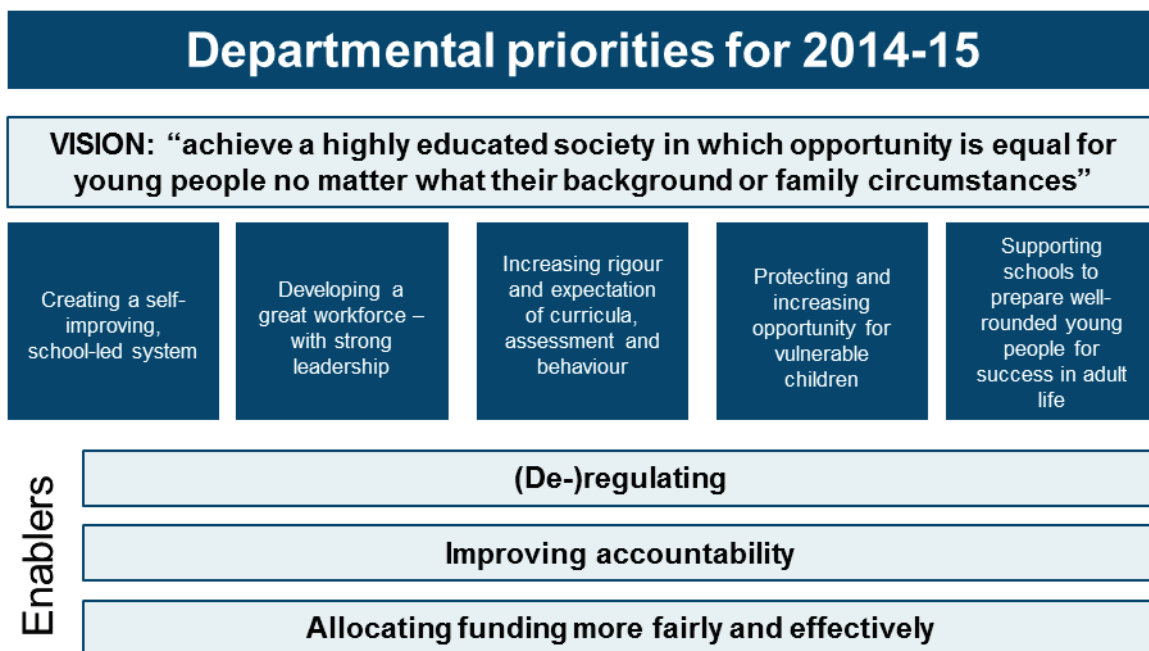 Departmental priorities for 2014-15
VISION: “achieve a highly educated society in which opportunity is equal for
young people no matter what their background or family circumstances”
Creating a self-
improving,
school-led system
Developing a
great workforce –
with strong
leadership
Increasing rigour
and expectation
of curricula,
assessment and
behaviour
Protecting and
increasing
opportunity for
vulnerable
children
Supporting
schools to
prepare well-
rounded young
people for
success in adult
life
Enablers
(De-)regulating
Improving accountability
Allocating funding more fairly and effectively